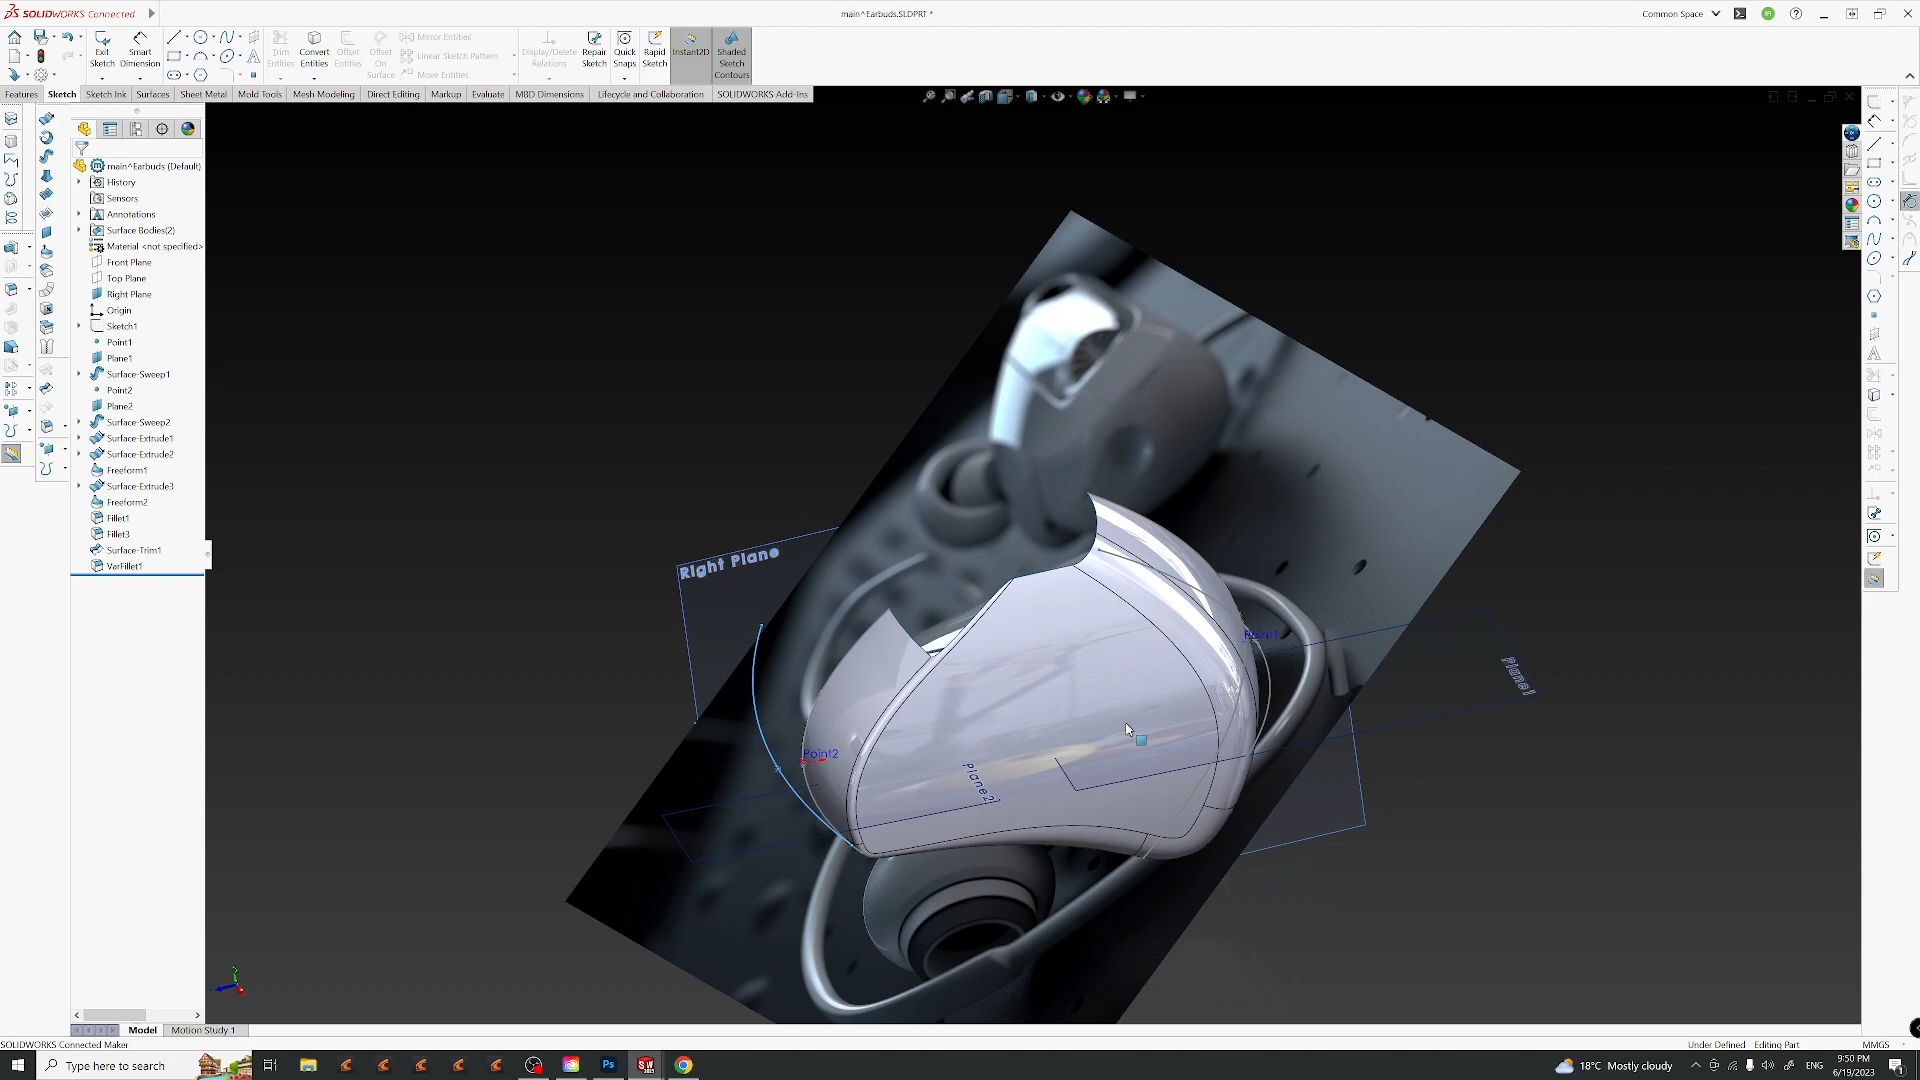 SOLIDWORKS Connected
main^Earbuds.SLDPRT *
Common Space
Exit Sketch
Smart Dimension
Trim Entities
Convert Entities
Offset Entities
Offset On Surface
Mirror Entities
Linear Sketch Pattern
Move Entities
Display/Delete Relations
Repair Sketch
Quick Snaps
Rapid Sketch
Instant2D
Shaded Sketch Contours
Features
Sketch
Sketch Ink
Surfaces
Sheet Metal
Mold Tools
Mesh Modeling
Direct Editing
Markup
Evaluate
MBD Dimensions
Lifecycle and Collaboration
SOLIDWORKS Add-Ins
main^Earbuds (Default)
History
Sensors
Annotations
Surface Bodies(2)
Material <not specified>
Front Plane
Top Plane
Right Plane
Origin
Sketch1
Point1
Plane1
Surface-Sweep1
Point2
Plane2
Surface-Sweep2
Surface-Extrude1
Surface-Extrude2
Freeform1
Surface-Extrude3
Freeform2
Fillet1
Fillet3
Surface-Trim1
VarFillet1
Right Plane
Point1
Plane1
Point2
Plane2
Model
Motion Study 1
SOLIDWORKS Connected Maker
Under Defined
Editing Part
MMGS
Type here to search
Ps
SW
18°C Mostly cloudy
ENG
9:50 PM
6/19/2023